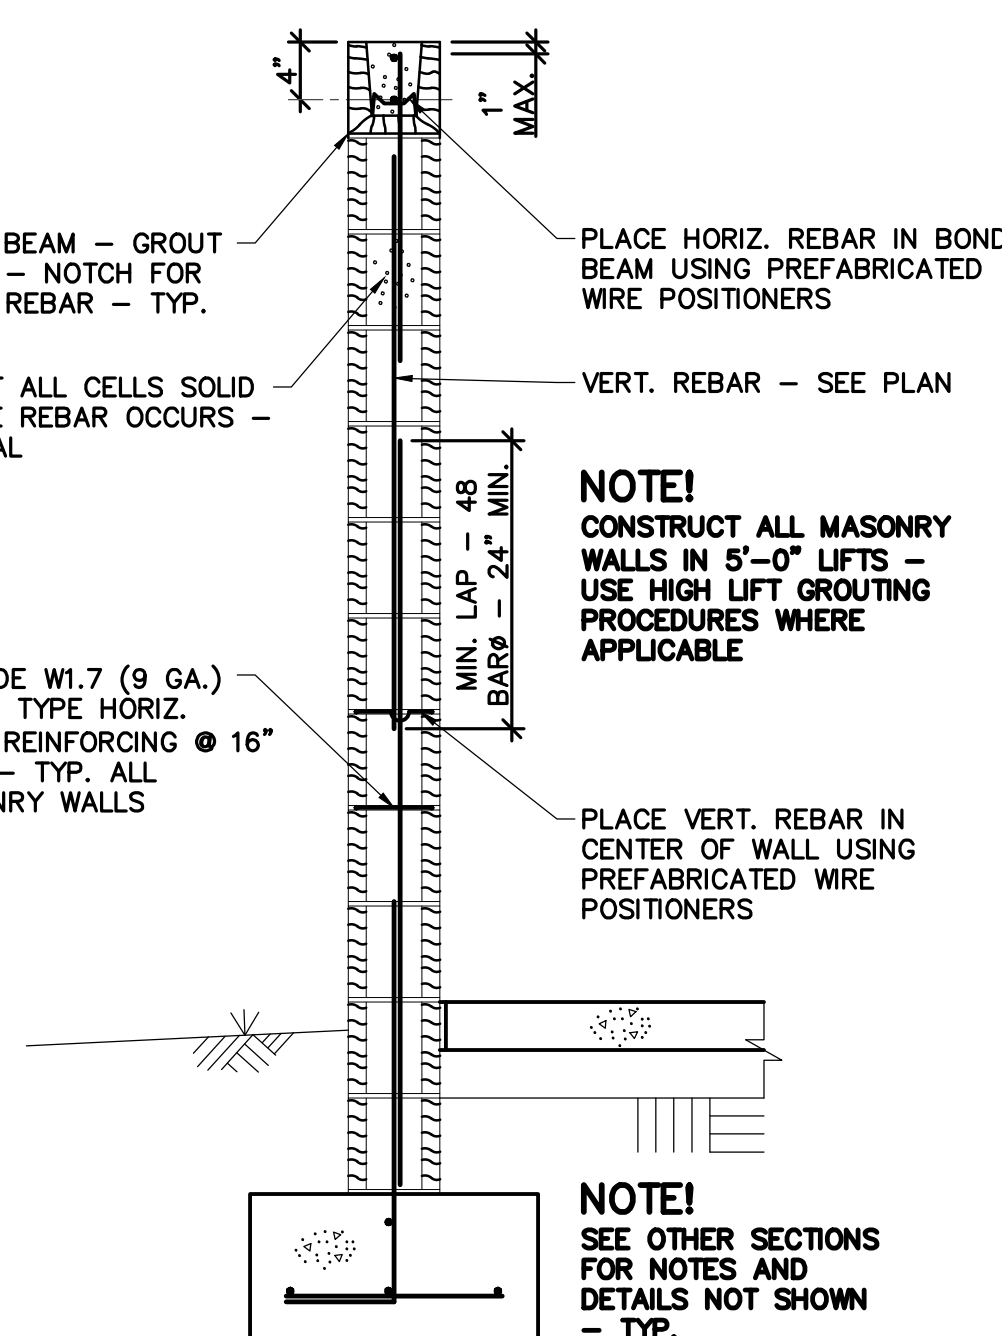 4"
1"
MAX.
BEAM – GROUT
– NOTCH FOR
REBAR – TYP.
PLACE HORIZ. REBAR IN BOND
BEAM USING PREFABRICATED
WIRE POSITIONERS
ALL CELLS SOLID
REBAR OCCURS –
VERT. REBAR – SEE PLAN
MIN. LAP – 48
BARø – 24" MIN.
NOTE!
CONSTRUCT ALL MASONRY
WALLS IN 5'–0" LIFTS –
USE HIGH LIFT GROUTING
PROCEDURES WHERE
APPLICABLE
W1.7 (9 GA.)
TYPE HORIZ.
REINFORCING @ 16"
– TYP. ALL
WALLS
PLACE VERT. REBAR IN
CENTER OF WALL USING
PREFABRICATED WIRE
POSITIONERS
NOTE!
SEE OTHER SECTIONS
FOR NOTES AND
DETAILS NOT SHOWN
– TYP.